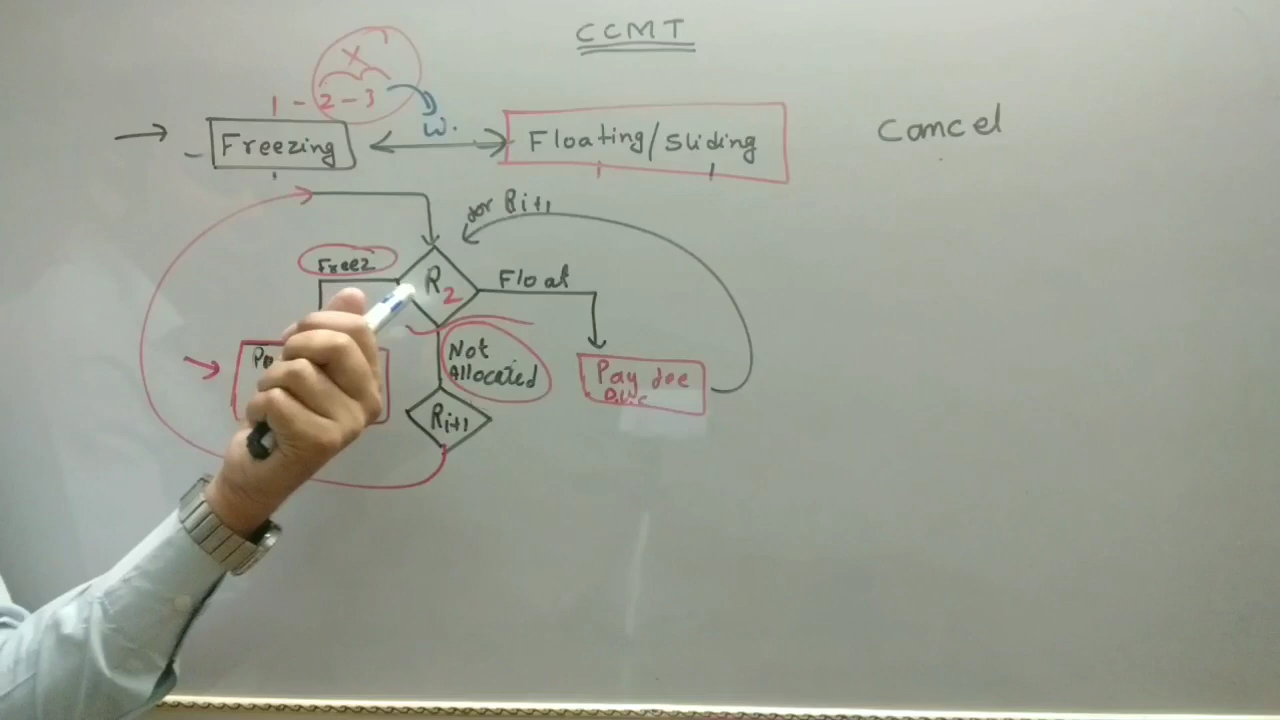 CCMT
X
1 - 2 - 3
W.
Freezing
Floating/Sliding
Cancel
for Ri+1
Freez
R2
Float
Not
Allocated
Pay
Ri+1